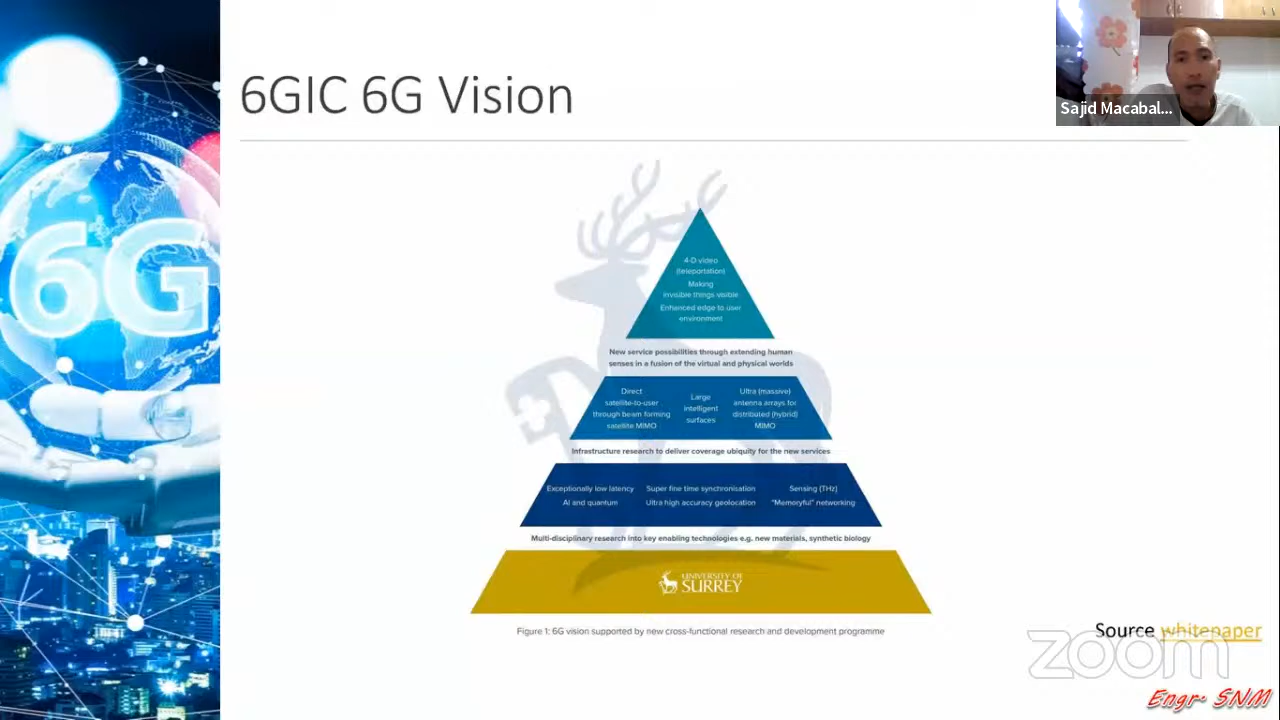 6GIC 6G Vision
Sajid Macabal...
6G
4-D video
(teleportation)
Making
invisible things visible
Enhanced edge to user
environment
New service possibilities through extending human
senses in a fusion of the virtual and physical worlds
Direct
satellite-to-user
through beam forming
satellite MIMO
Large
intelligent
surfaces
Ultra (massive)
antenna arrays for
distributed (hybrid)
MIMO
Infrastructure research to deliver coverage ubiquity for the new services
Exceptionally low latency
Super fine time synchronisation
Sensing (THz)
AI and quantum
Ultra high accuracy geolocation
"Memoryful" networking
Multi-disciplinary research into key enabling technologies e.g. new materials, synthetic biology
UNIVERSITY OF
SURREY
Figure 1: 6G vision supported by new cross-functional research and development programme
Source whitepaper
zoom
Engr. SNM